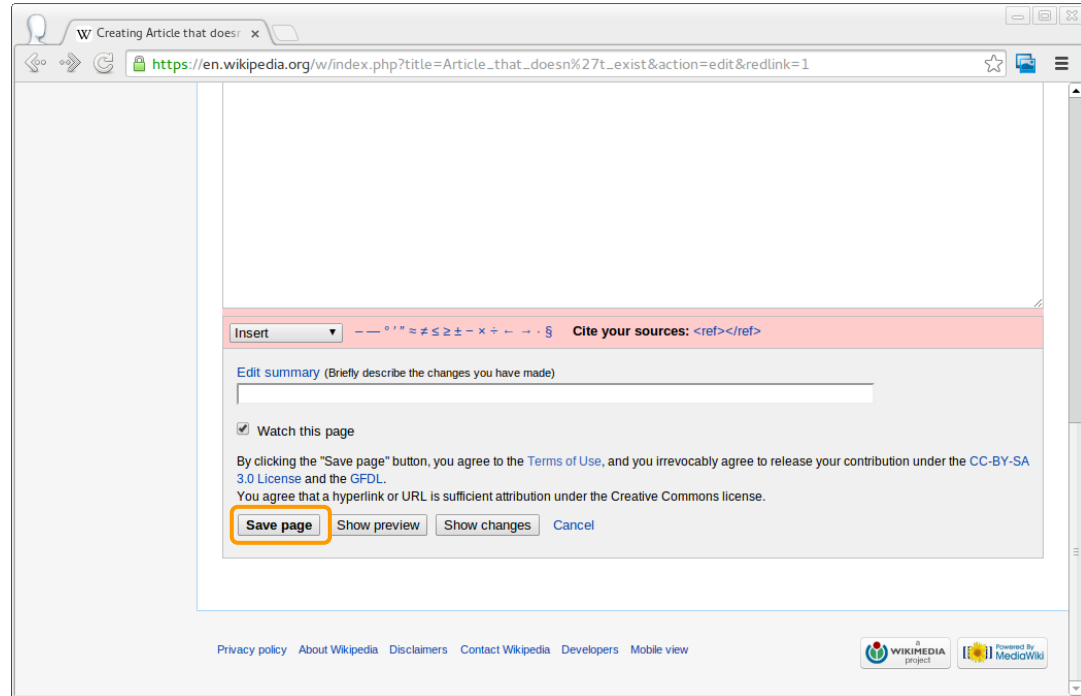 W Creating Article that doesr x
https://en.wikipedia.org/w/index.php?title=Article_that_doesn%27t_exist&action=edit&redlink=1
Insert ▼ – — ° ′ ″ ≈ ≠ ≤ ≥ ± − × ÷ ← → · § Cite your sources: <ref></ref>
Edit summary (Briefly describe the changes you have made)
Watch this page
By clicking the "Save page" button, you agree to the Terms of Use, and you irrevocably agree to release your contribution under the CC-BY-SA
3.0 License and the GFDL.
You agree that a hyperlink or URL is sufficient attribution under the Creative Commons license.
Save page Show preview Show changes Cancel
Privacy policy About Wikipedia Disclaimers Contact Wikipedia Developers Mobile view
a
WIKIMEDIA
project
Powered By
MediaWiki